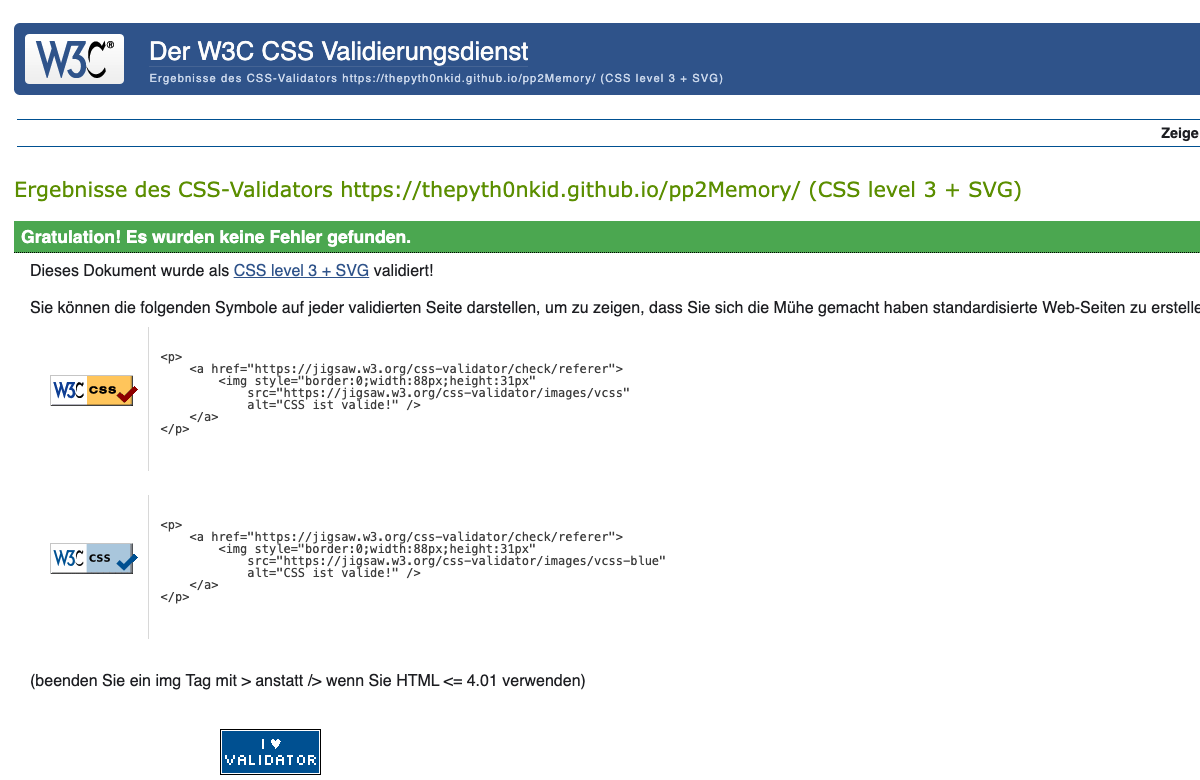 W3C®
Der W3C CSS Validierungsdienst
Ergebnisse des CSS-Validators https://thepyth0nkid.github.io/pp2Memory/ (CSS level 3 + SVG)
Zeige
Ergebnisse des CSS-Validators https://thepyth0nkid.github.io/pp2Memory/ (CSS level 3 + SVG)
Gratulation! Es wurden keine Fehler gefunden.
Dieses Dokument wurde als CSS level 3 + SVG validiert!
Sie können die folgenden Symbole auf jeder validierten Seite darstellen, um zu zeigen, dass Sie sich die Mühe gemacht haben standardisierte Web-Seiten zu erstelle
<p>
<a href="https://jigsaw.w3.org/css-validator/check/referer">
<img style="border:0;width:88px;height:31px"
src="https://jigsaw.w3.org/css-validator/images/vcss"
alt="CSS ist valide!" />
</a>
</p>
W3C css
<p>
<a href="https://jigsaw.w3.org/css-validator/check/referer">
<img style="border:0;width:88px;height:31px"
src="https://jigsaw.w3.org/css-validator/images/vcss-blue"
alt="CSS ist valide!" />
</a>
</p>
W3C css
(beenden Sie ein img Tag mit > anstatt /> wenn Sie HTML <= 4.01 verwenden)
I ♥
VALIDATOR